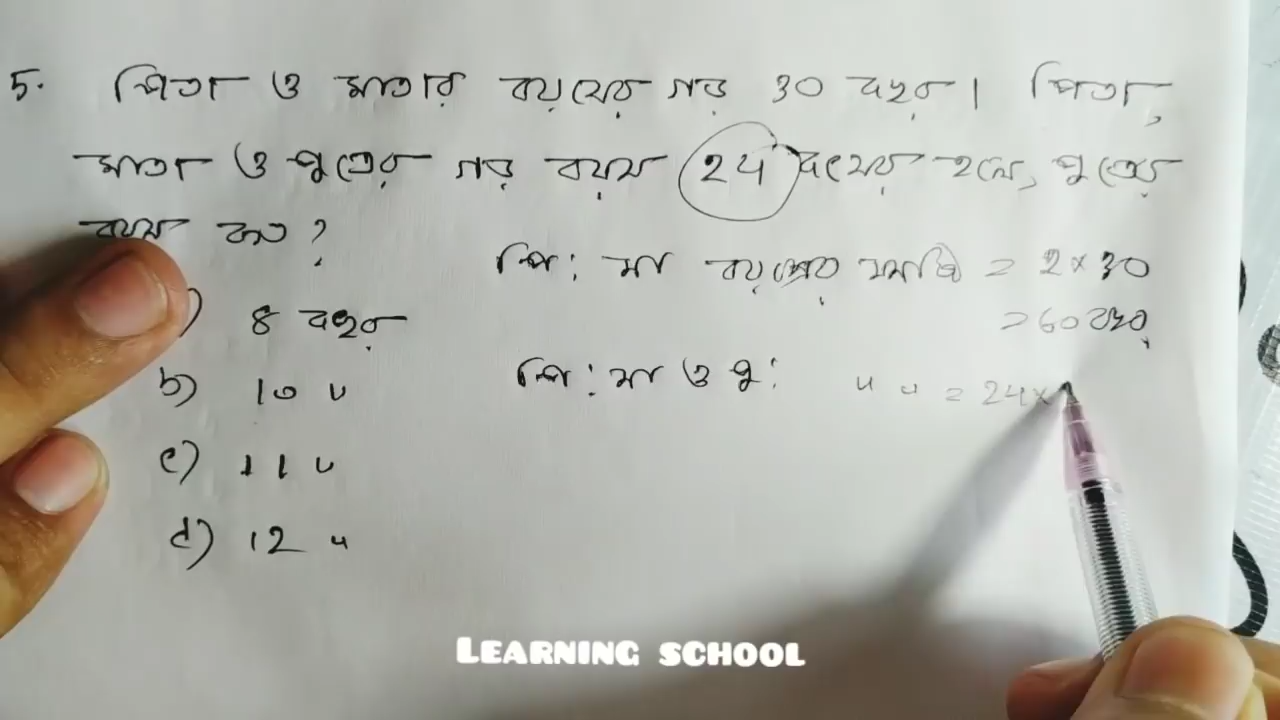 5. পিতা ও মাতার বয়সের গড় 30 বছর। পিতা,
মাতা ও পুত্রের গড় বয়স 24 বৎসর হলে, পুত্রের
বয়স কত?
) 8 বছর
b) 10 "
c) 11 "
d) 12 "
পি: মা বয়সের সমষ্টি = 2×30
= 60 বছর
পি: মা ও পু: " " = 24×
LEARNING SCHOOL